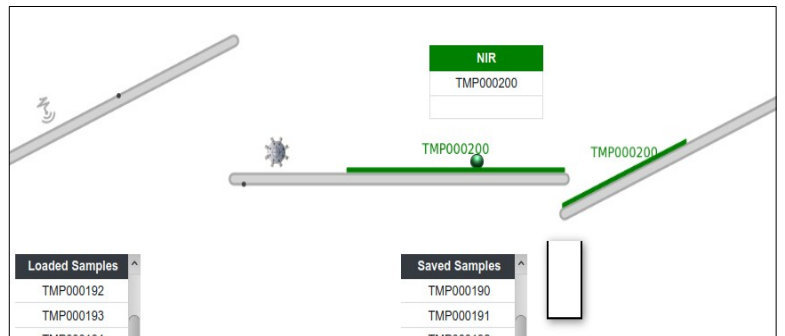 NIR
TMP000200
TMP000200
TMP000200
Loaded Samples
TMP000192
TMP000193
Saved Samples
TMP000190
TMP000191